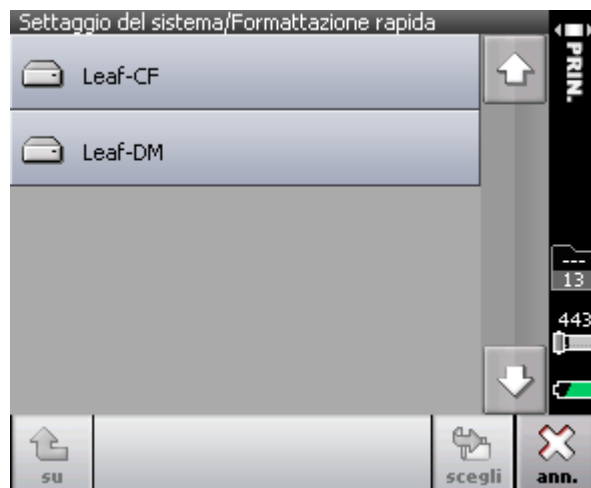 Settaggio del sistema/Formattazione rapida
Leaf-CF
Leaf-DM
PRIN.
---
13
443
su
scegli
ann.